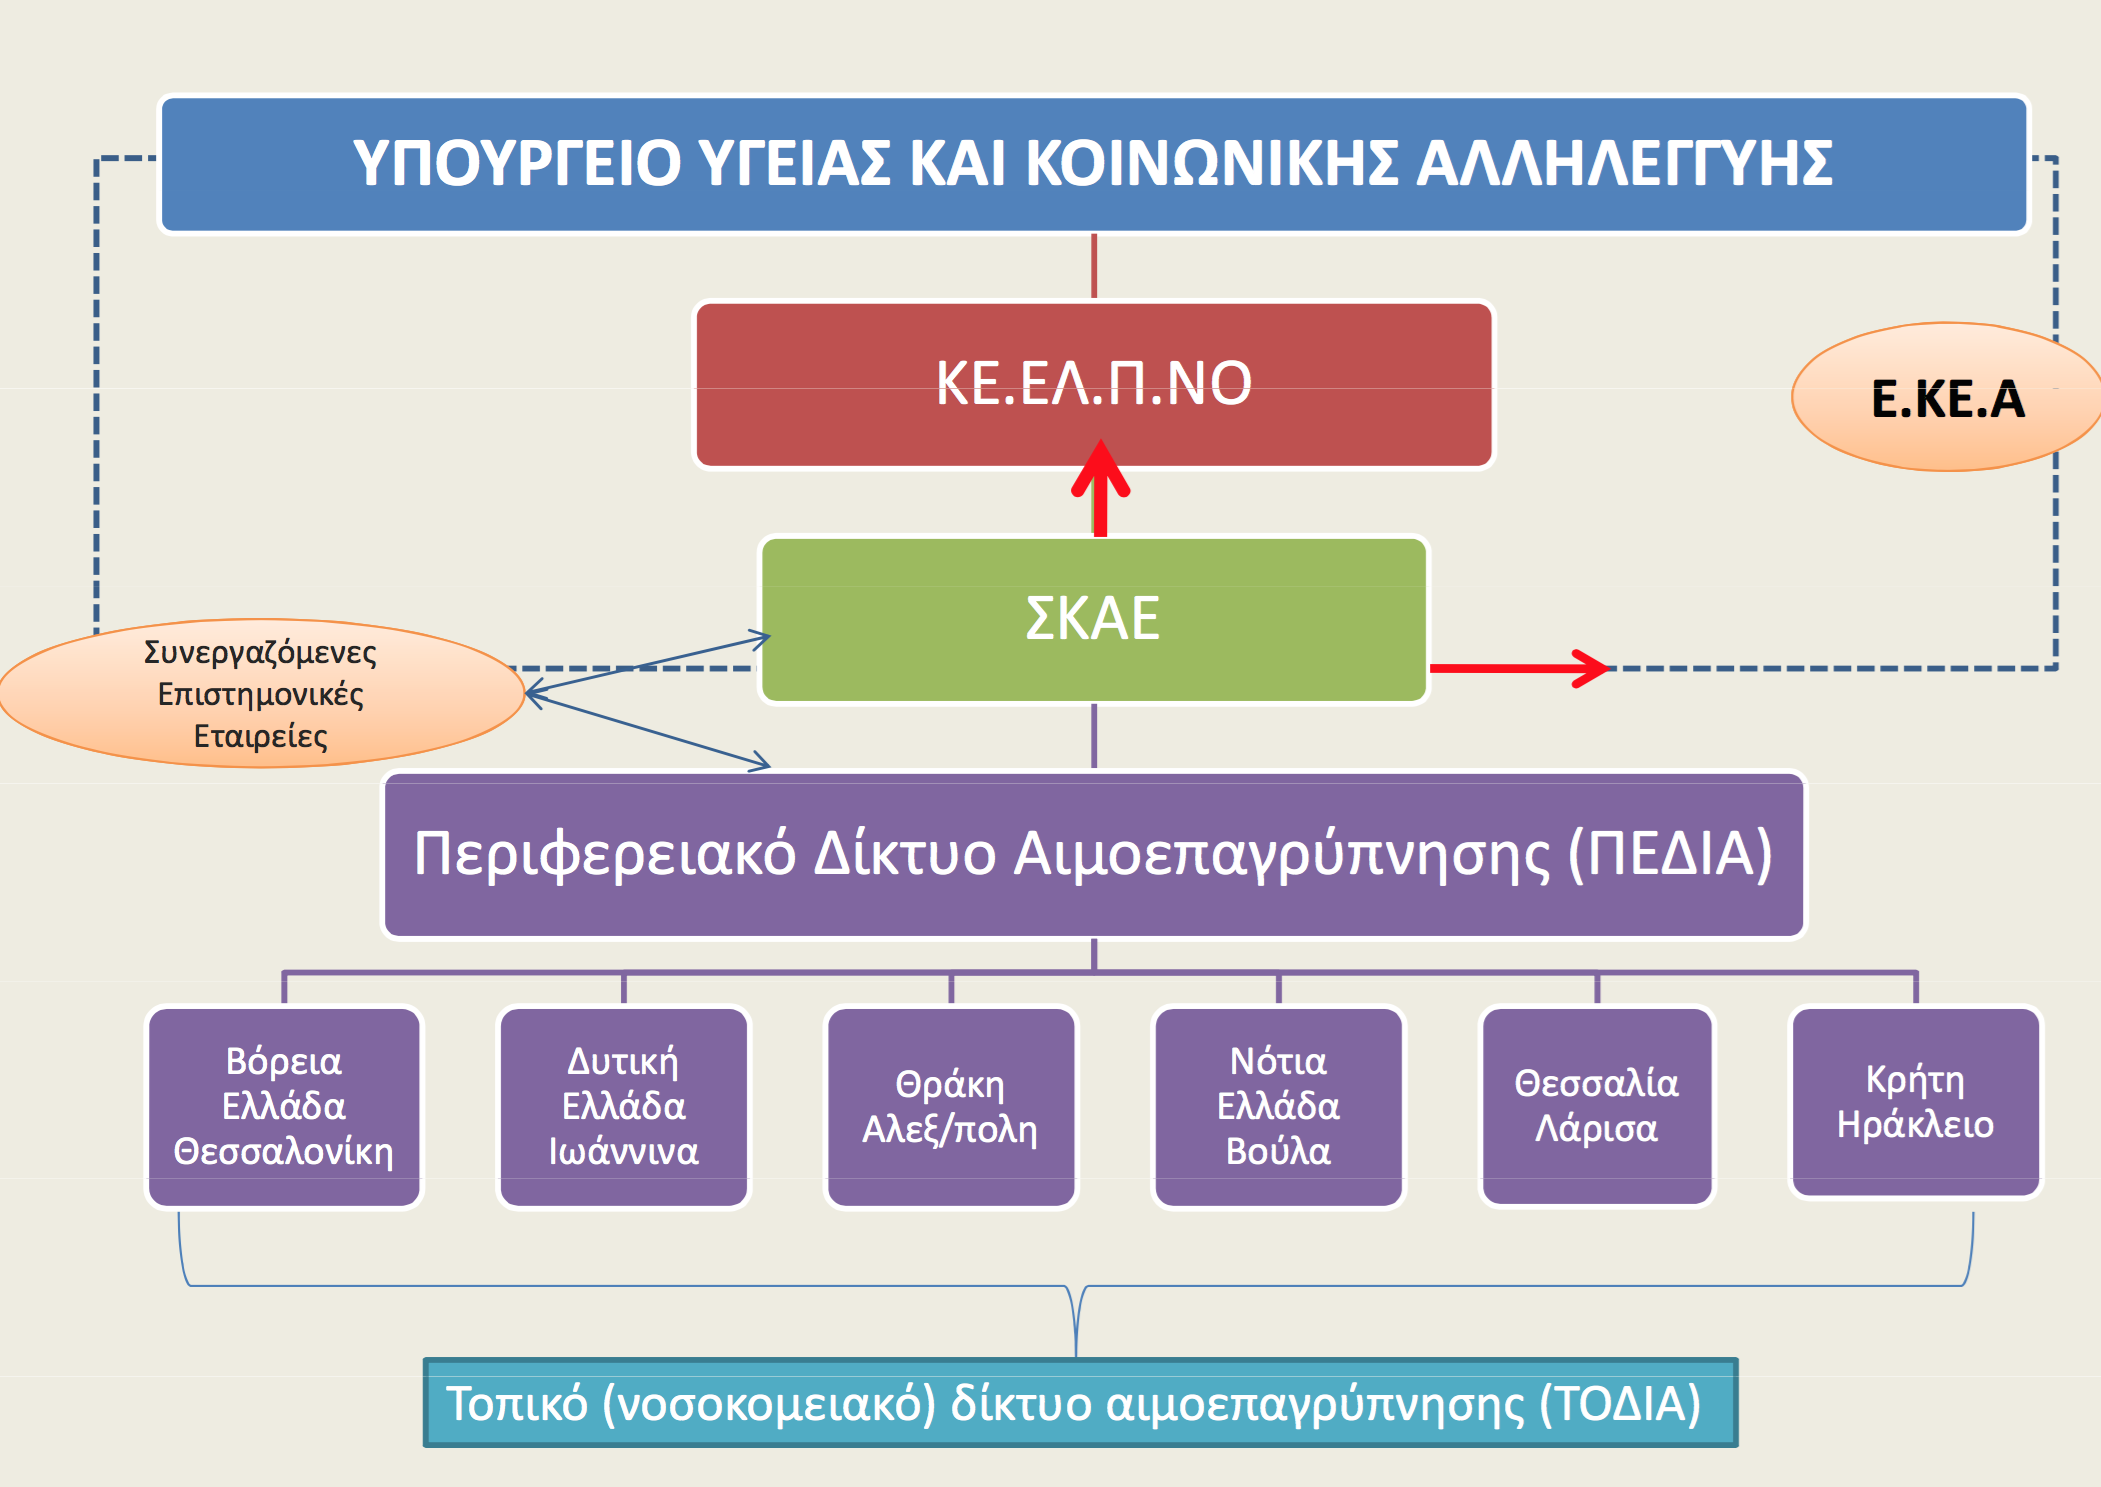 ΥΠΟΥΡΓΕΙΟ ΥΓΕΙΑΣ ΚΑΙ ΚΟΙΝΩΝΙΚΗΣ ΑΛΛΗΛΕΓΓΥΗΣ
ΚΕ.ΕΛ.Π.ΝΟ
Ε.ΚΕ.Α
ΣΚΑΕ
Συνεργαζόμενες
Επιστημονικές
Εταιρείες
Περιφερειακό Δίκτυο Αιμοεπαγρύπνησης (ΠΕΔΙΑ)
Βόρεια
Ελλάδα
Θεσσαλονίκη
Δυτική
Ελλάδα
Ιωάννινα
Θράκη
Αλεξ/πολη
Νότια
Ελλάδα
Βούλα
Θεσσαλία
Λάρισα
Κρήτη
Ηράκλειο
Τοπικό (νοσοκομειακό) δίκτυο αιμοεπαγρύπνησης (ΤΟΔΙΑ)